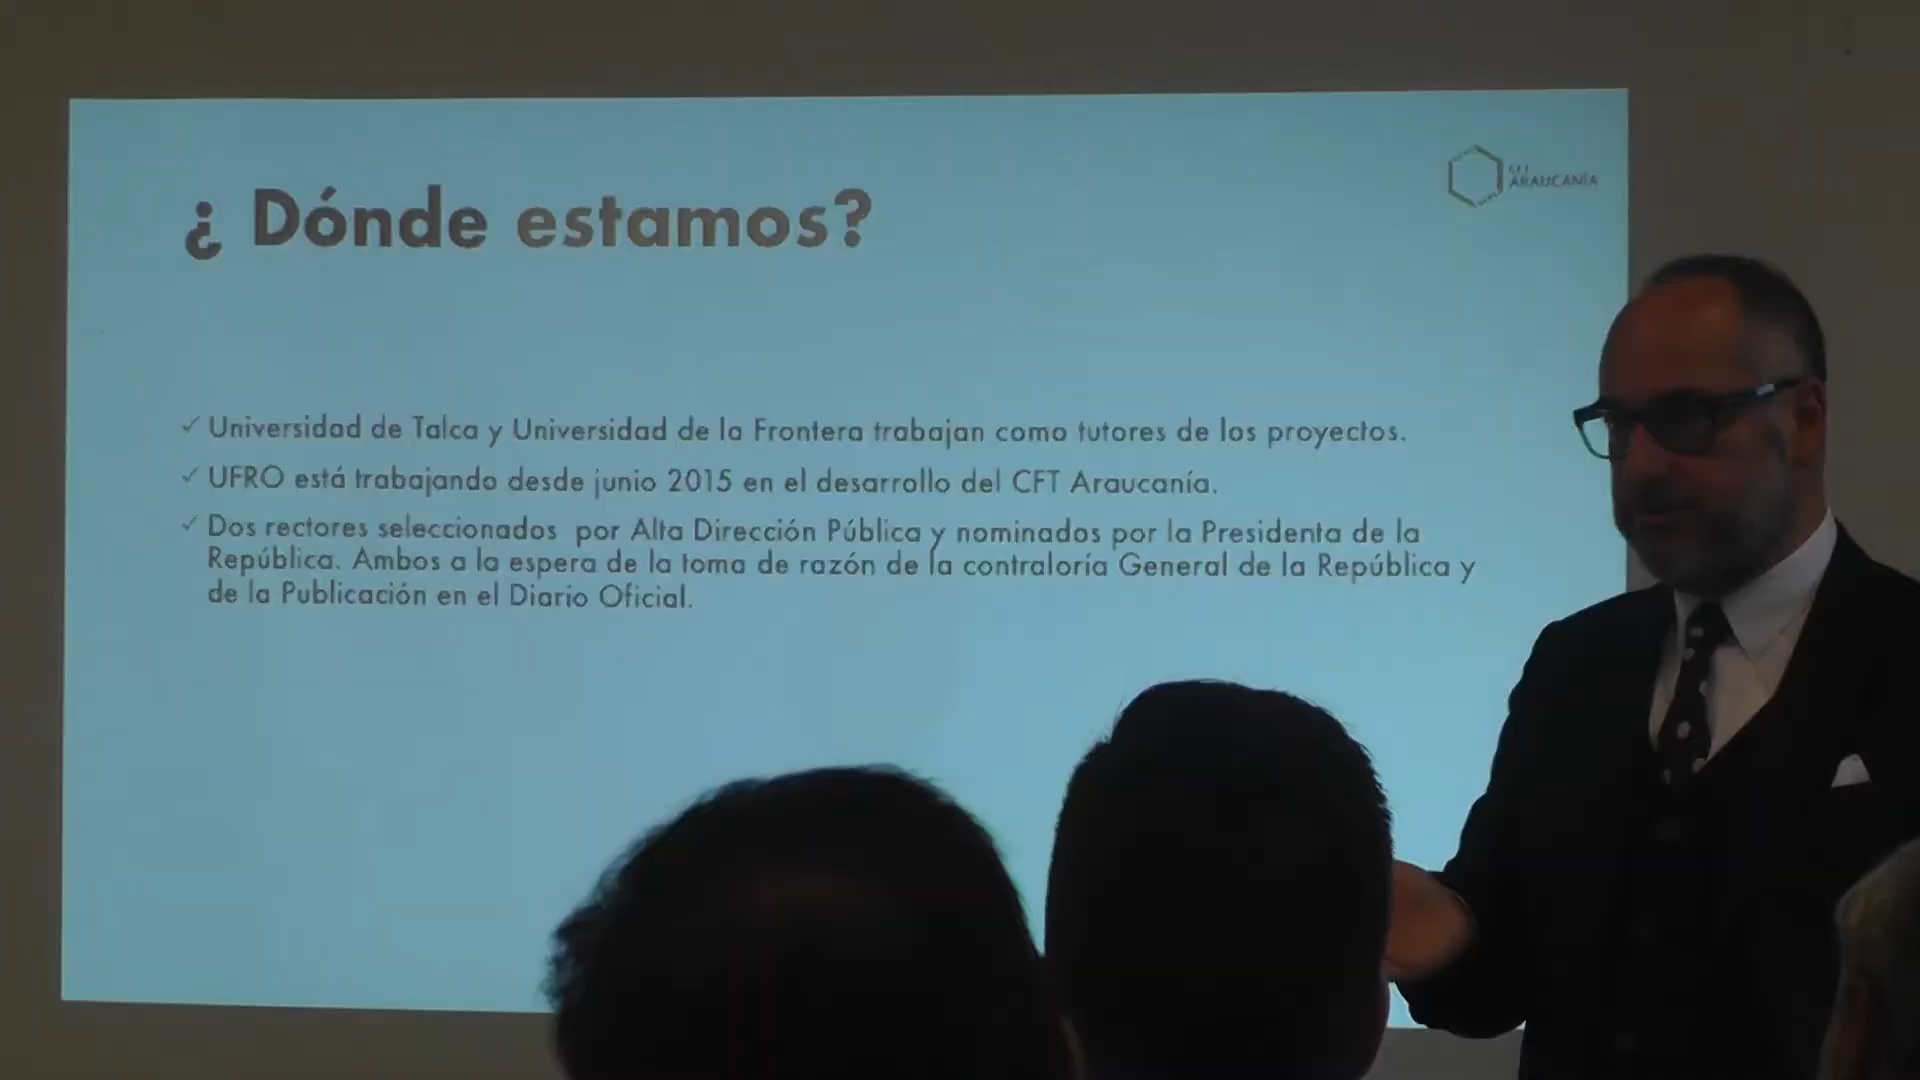 ¿ Dónde estamos?
CFT
ARAUCANÍA
✓ Universidad de Talca y Universidad de la Frontera trabajan como tutores de los proyectos.
✓ UFRO está trabajando desde junio 2015 en el desarrollo del CFT Araucanía.
✓ Dos rectores seleccionados por Alta Dirección Pública y nominados por la Presidenta de la
República. Ambos a la espera de la toma de razón de la contraloría General de la República y
de la Publicación en el Diario Oficial.